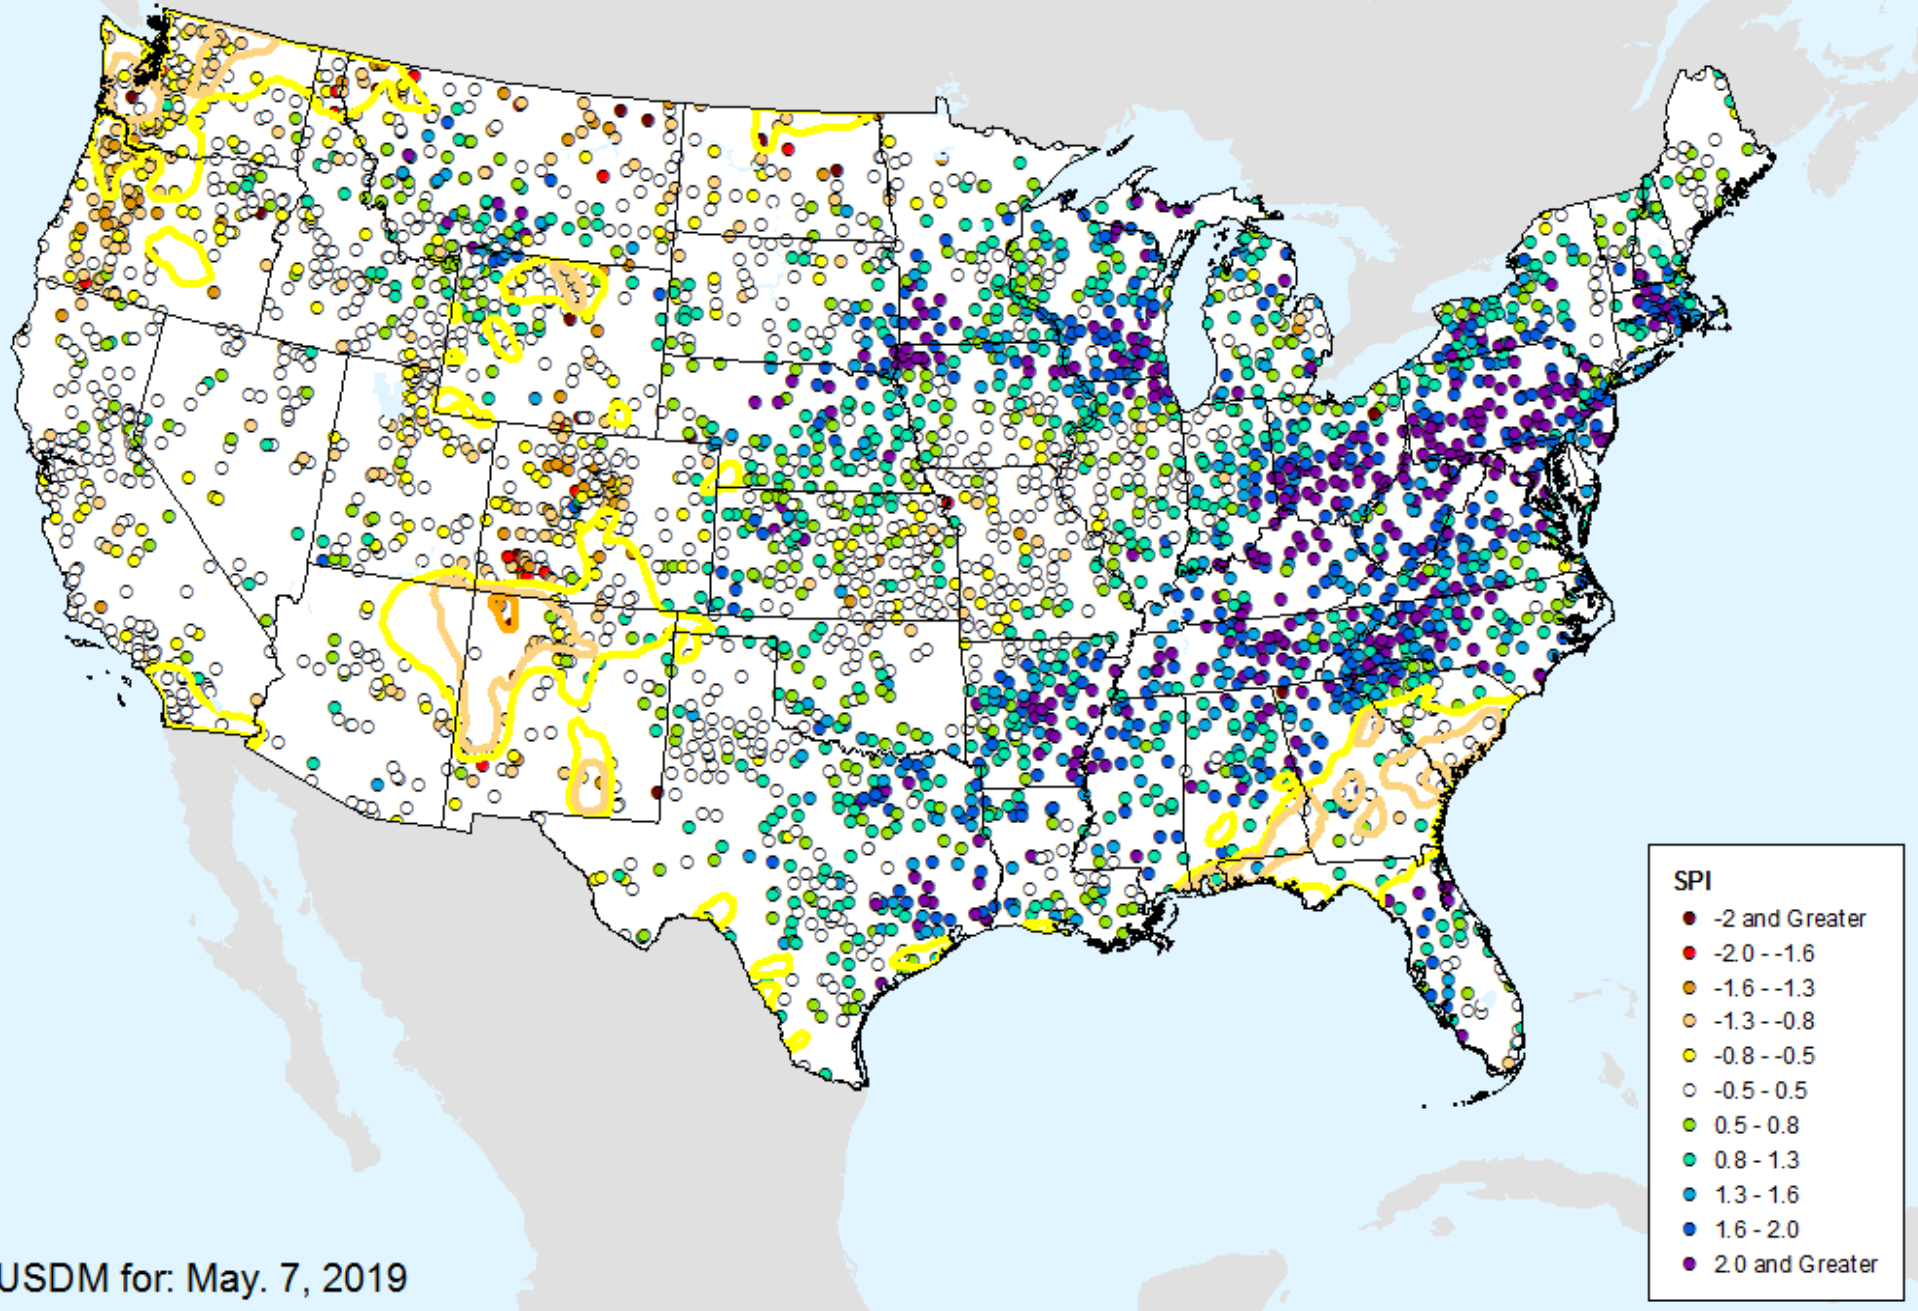 SPI
-2 and Greater
-2.0 - -1.6
-1.6 - -1.3
-1.3 - -0.8
-0.8 - -0.5
-0.5 - 0.5
0.5 - 0.8
0.8 - 1.3
1.3 - 1.6
1.6 - 2.0
2.0 and Greater
USDM for: May. 7, 2019